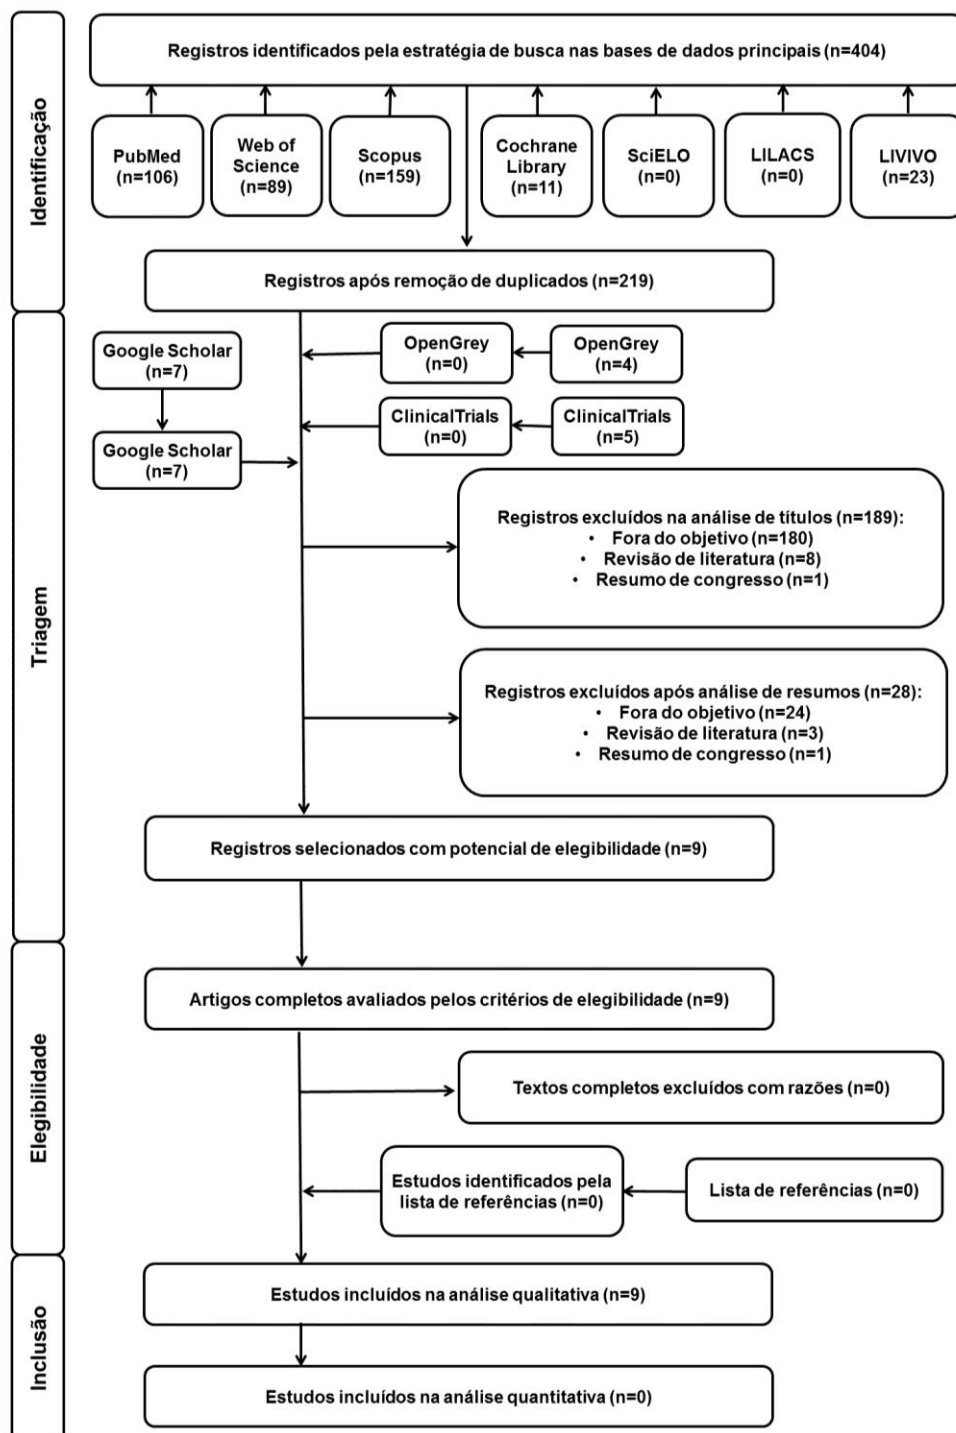 Identificação
Registros identificados pela estratégia de busca nas bases de dados principais (n=404)
PubMed
(n=106)
Web of
Science
(n=89)
Scopus
(n=159)
Cochrane
Library
(n=11)
SciELO
(n=0)
LILACS
(n=0)
LIVIVO
(n=23)
Registros após remoção de duplicados (n=219)
Triagem
Google Scholar
(n=7)
OpenGrey
(n=0)
OpenGrey
(n=4)
ClinicalTrials
(n=0)
ClinicalTrials
(n=5)
Google Scholar
(n=7)
Registros excluídos na análise de títulos (n=189):
• Fora do objetivo (n=180)
• Revisão de literatura (n=8)
• Resumo de congresso (n=1)
Registros excluídos após análise de resumos (n=28):
• Fora do objetivo (n=24)
• Revisão de literatura (n=3)
• Resumo de congresso (n=1)
Registros selecionados com potencial de elegibilidade (n=9)
Elegibilidade
Artigos completos avaliados pelos critérios de elegibilidade (n=9)
Textos completos excluídos com razões (n=0)
Estudos identificados pela
lista de referências (n=0)
Lista de referências (n=0)
Inclusão
Estudos incluídos na análise qualitativa (n=9)
Estudos incluídos na análise quantitativa (n=0)